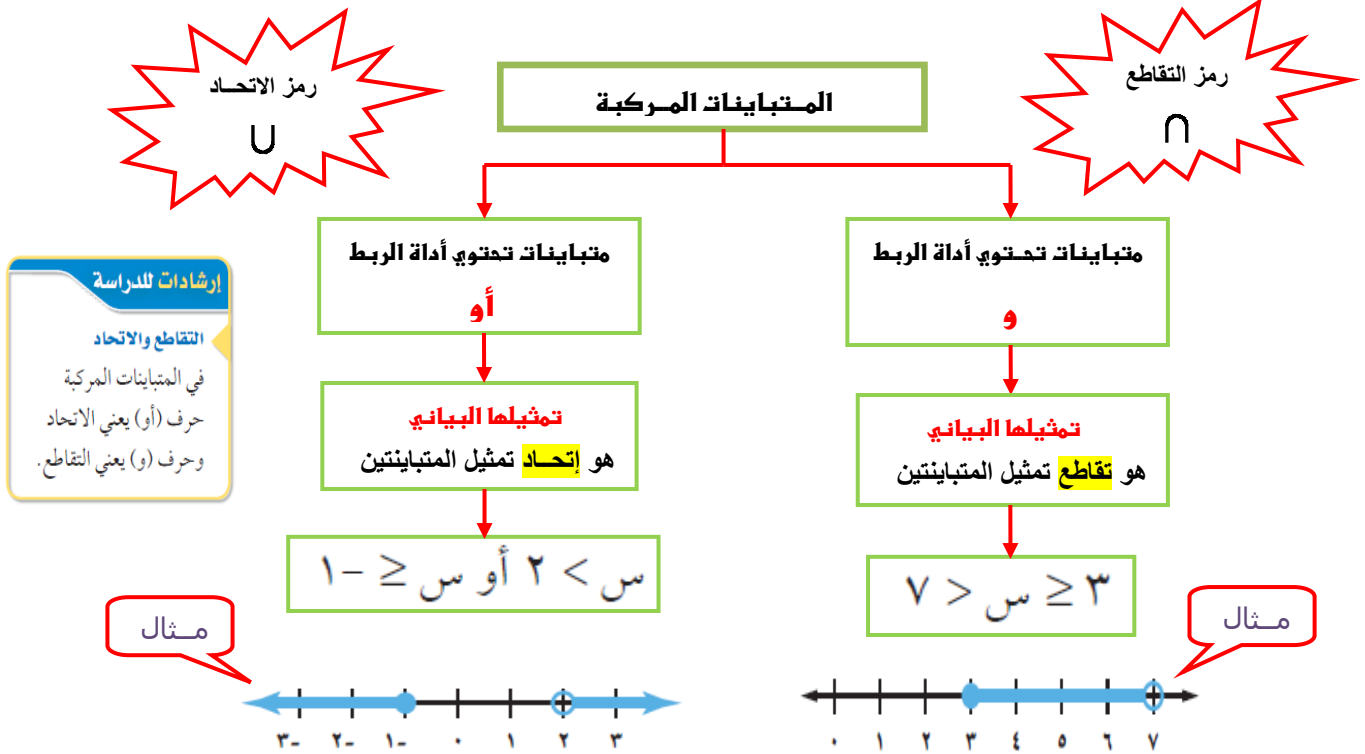 رمز التقاطع
∩
المتباينات المركبة
رمز الاتحاد
∪
متباينات تحتوي أداة الربط
و
تمثيلها البياني
هو تقاطع تمثيل المتباينتين
٣ ≥ س > ٧
مثال
٠ ١ ٢ ٣ ٤ ٥ ٦ ٧
متباينات تحتوي أداة الربط
أو
تمثيلها البياني
هو إتحاد تمثيل المتباينتين
س < ٢ أو س ≥ -١
مثال
-٣ -٢ -١ ٠ ١ ٢ ٣
إرشادات للدراسة
التقاطع والاتحاد
في المتباينات المركبة
حرف (أو) يعني الاتحاد
وحرف (و) يعني التقاطع.